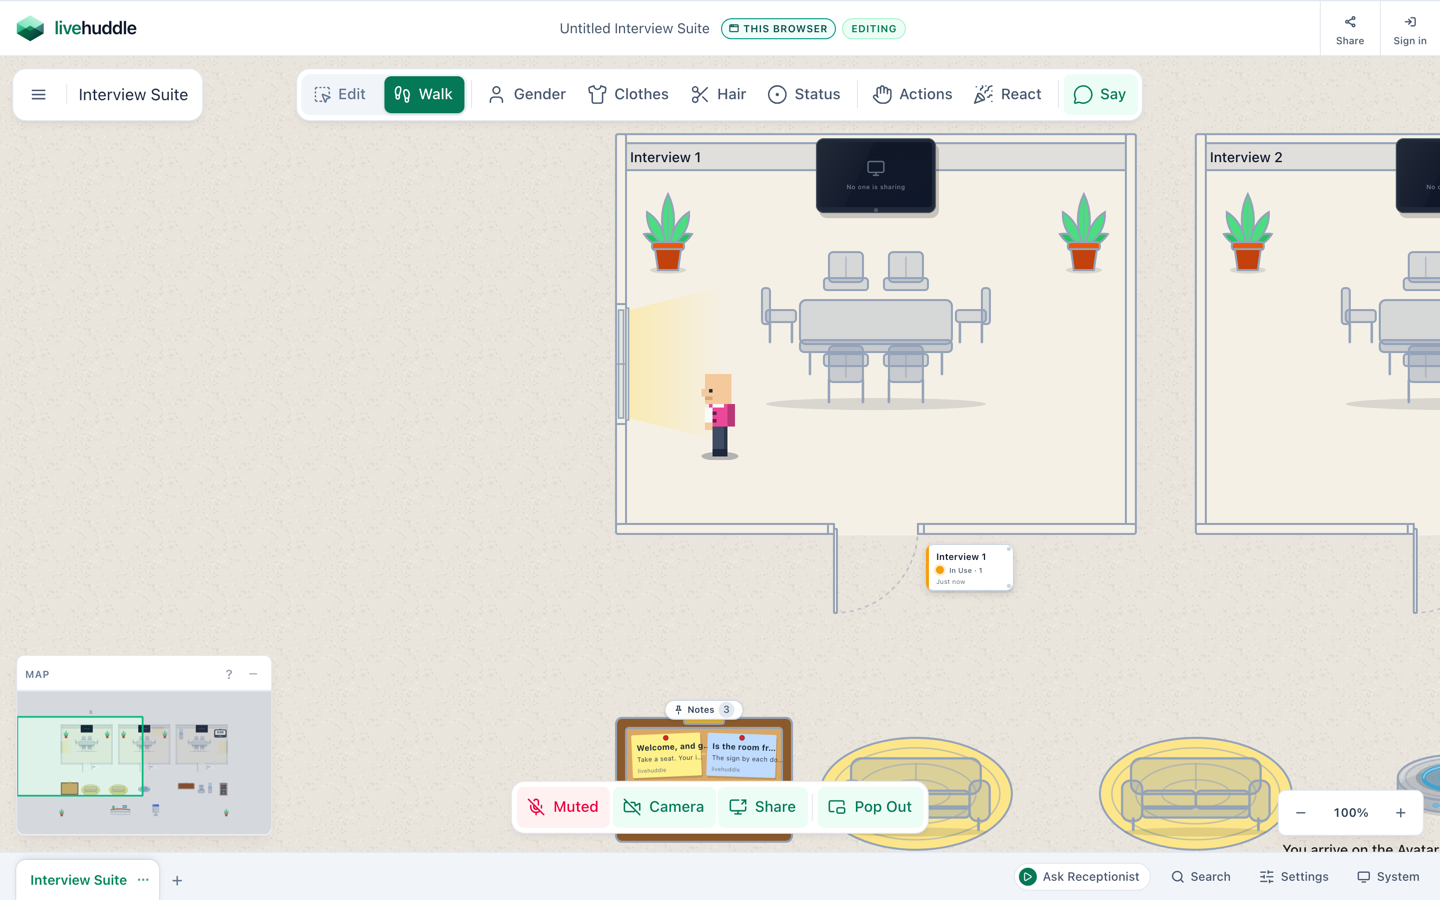 livehuddle
Untitled Interview Suite
THIS BROWSER
EDITING
Share
Sign in
Interview Suite
Edit
Walk
Gender
Clothes
Hair
Status
Actions
React
Say
Interview 1
No one is sharing
Interview 2
No o
Interview 1
In Use · 1
Just now
MAP
?
Notes 3
Welcome, and g...
Take a seat. Your i...
livehuddle
Is the room fr...
The sign by each do...
livehuddle
Muted
Camera
Share
Pop Out
100%
You arrive on the Avatar
Interview Suite
Ask Receptionist
Search
Settings
System